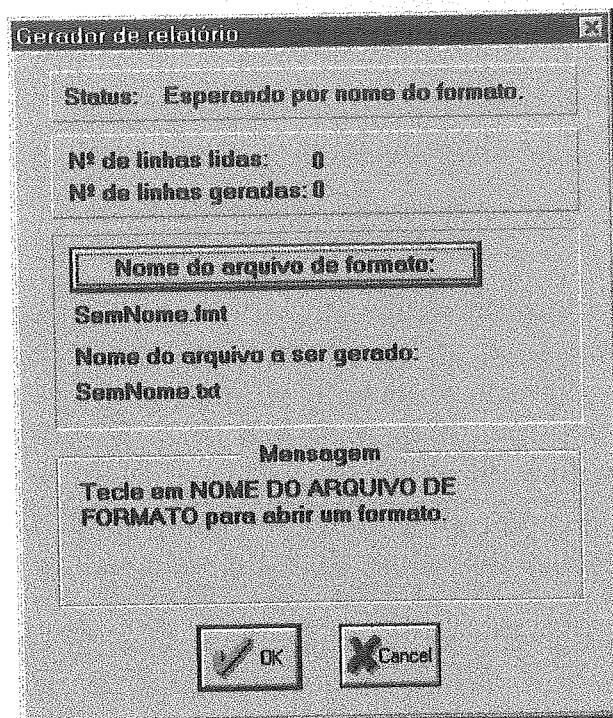 Gerador de relatório
Status: Esperando por nome do formato.
Nº de linhas lidas: 0
Nº de linhas geradas: 0
Nome do arquivo de formato:
SemNome.fmt
Nome do arquivo a ser gerado:
SemNome.txt
Mensagem
Tecle em NOME DO ARQUIVO DE
FORMATO para abrir um formato.
OK
Cancel